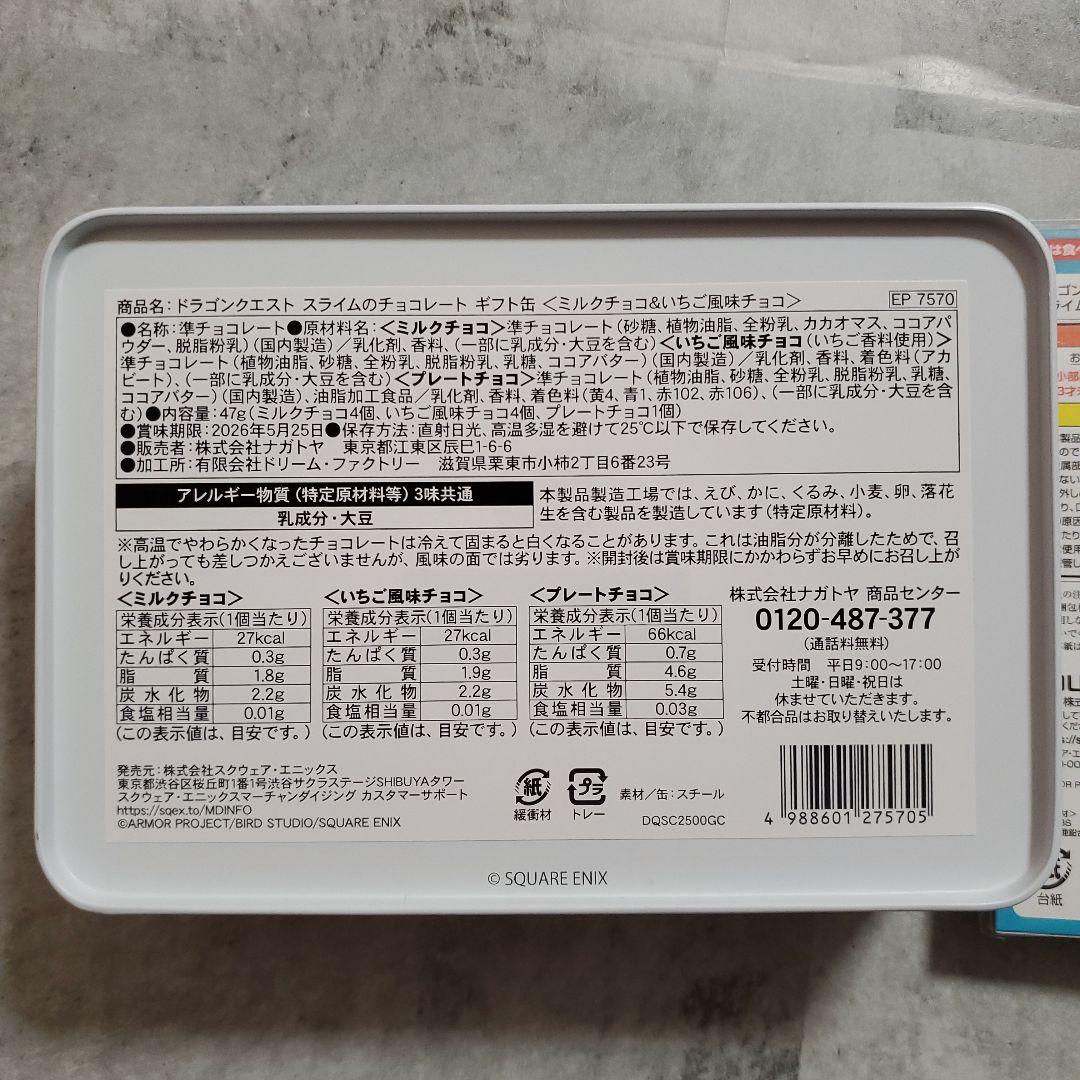 商品名：ドラゴンクエスト スライムのチョコレート ギフト缶 <ミルクチョコ&いちご風味チョコ>
EP 7570
●名称：準チョコレート●原材料名：<ミルクチョコ>準チョコレート（砂糖、植物油脂、全粉乳、カカオマス、ココアパ
ウダー、脱脂粉乳）（国内製造）／乳化剤、香料、（一部に乳成分・大豆を含む）<いちご風味チョコ（いちご香料使用）>
準チョコレート（植物油脂、砂糖、全粉乳、脱脂粉乳、乳糖、ココアバター）（国内製造）／乳化剤、香料、着色料（アカ
ビート）、（一部に乳成分・大豆を含む）<プレートチョコ>準チョコレート（植物油脂、砂糖、全粉乳、脱脂粉乳、乳糖、
ココアバター）（国内製造）、油脂加工食品／乳化剤、香料、着色料（黄4、青1、赤102、赤106）、（一部に乳成分・大豆を含
む）●内容量：47g（ミルクチョコ4個、いちご風味チョコ4個、プレートチョコ1個）
●賞味期限：2026年5月25日●保存方法：直射日光、高温多湿を避けて25℃以下で保存してください。
●販売者：株式会社ナガトヤ 東京都江東区辰巳1-6-6
●加工所：有限会社ドリーム・ファクトリー 滋賀県栗東市小柿2丁目6番23号
アレルギー物質（特定原材料等）3味共通
乳成分・大豆
本製品製造工場では、えび、かに、くるみ、小麦、卵、落花
生を含む製品を製造しています（特定原材料）。
※高温でやわらかくなったチョコレートは冷えて固まると白くなることがあります。これは油脂分が分離したためで、召
し上がっても差しつかえございませんが、風味の面では劣ります。※開封後は賞味期限にかかわらずお早めにお召し上が
りください。
<ミルクチョコ>
栄養成分表示（1個当たり）
エネルギー 27kcal
たんぱく質 0.3g
脂質 1.8g
炭水化物 2.2g
食塩相当量 0.01g
（この表示値は、目安です。）
<いちご風味チョコ>
栄養成分表示（1個当たり）
エネルギー 27kcal
たんぱく質 0.3g
脂質 1.9g
炭水化物 2.2g
食塩相当量 0.01g
（この表示値は、目安です。）
<プレートチョコ>
栄養成分表示（1個当たり）
エネルギー 66kcal
たんぱく質 0.7g
脂質 4.6g
炭水化物 5.4g
食塩相当量 0.03g
（この表示値は、目安です。）
株式会社ナガトヤ 商品センター
0120-487-377
（通話料無料）
受付時間 平日9:00〜17:00
土曜・日曜・祝日は
休ませていただきます。
不都合品はお取り替えいたします。
発売元：株式会社スクウェア・エニックス
東京都渋谷区桜丘町1番1号渋谷サクラステージSHIBUYAタワー
スクウェア・エニックスマーチャンダイジング カスタマーサポート
https://sqex.to/MDINFO
©ARMOR PROJECT/BIRD STUDIO/SQUARE ENIX
紙
緩衝材
プラ
トレー
素材／缶：スチール
DQSC2500GC
4 988601 275705
© SQUARE ENIX
は食べ
台紙